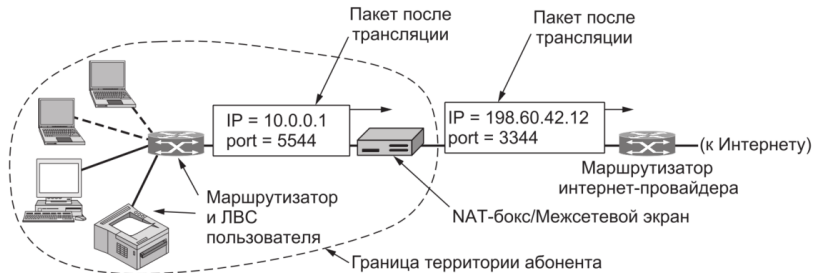 Пакет после
трансляции
Пакет после
трансляции
IP = 10.0.0.1
port = 5544
IP = 198.60.42.12
port = 3344
(к Интернету)
Маршрутизатор
интернет-провайдера
Маршрутизатор
и ЛВС
пользователя
NAT-бокс/Межсетевой экран
Граница территории абонента